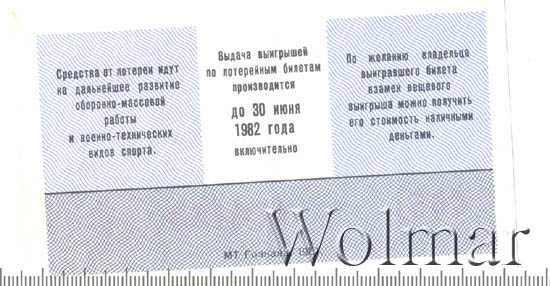 Средства от лотереи идут
на дальнейшее развитие
оборонно-массовой
работы
и военно-технических
видов спорта.
Выдача выигрышей
по лотерейным билетам
производится
до 30 июня
1982 года
включительно
По желанию владельца
выигравшего билета
взамен вещевого
выигрыша можно получить
его стоимость наличными
деньгами.
МТ Гознака.
Wolmar